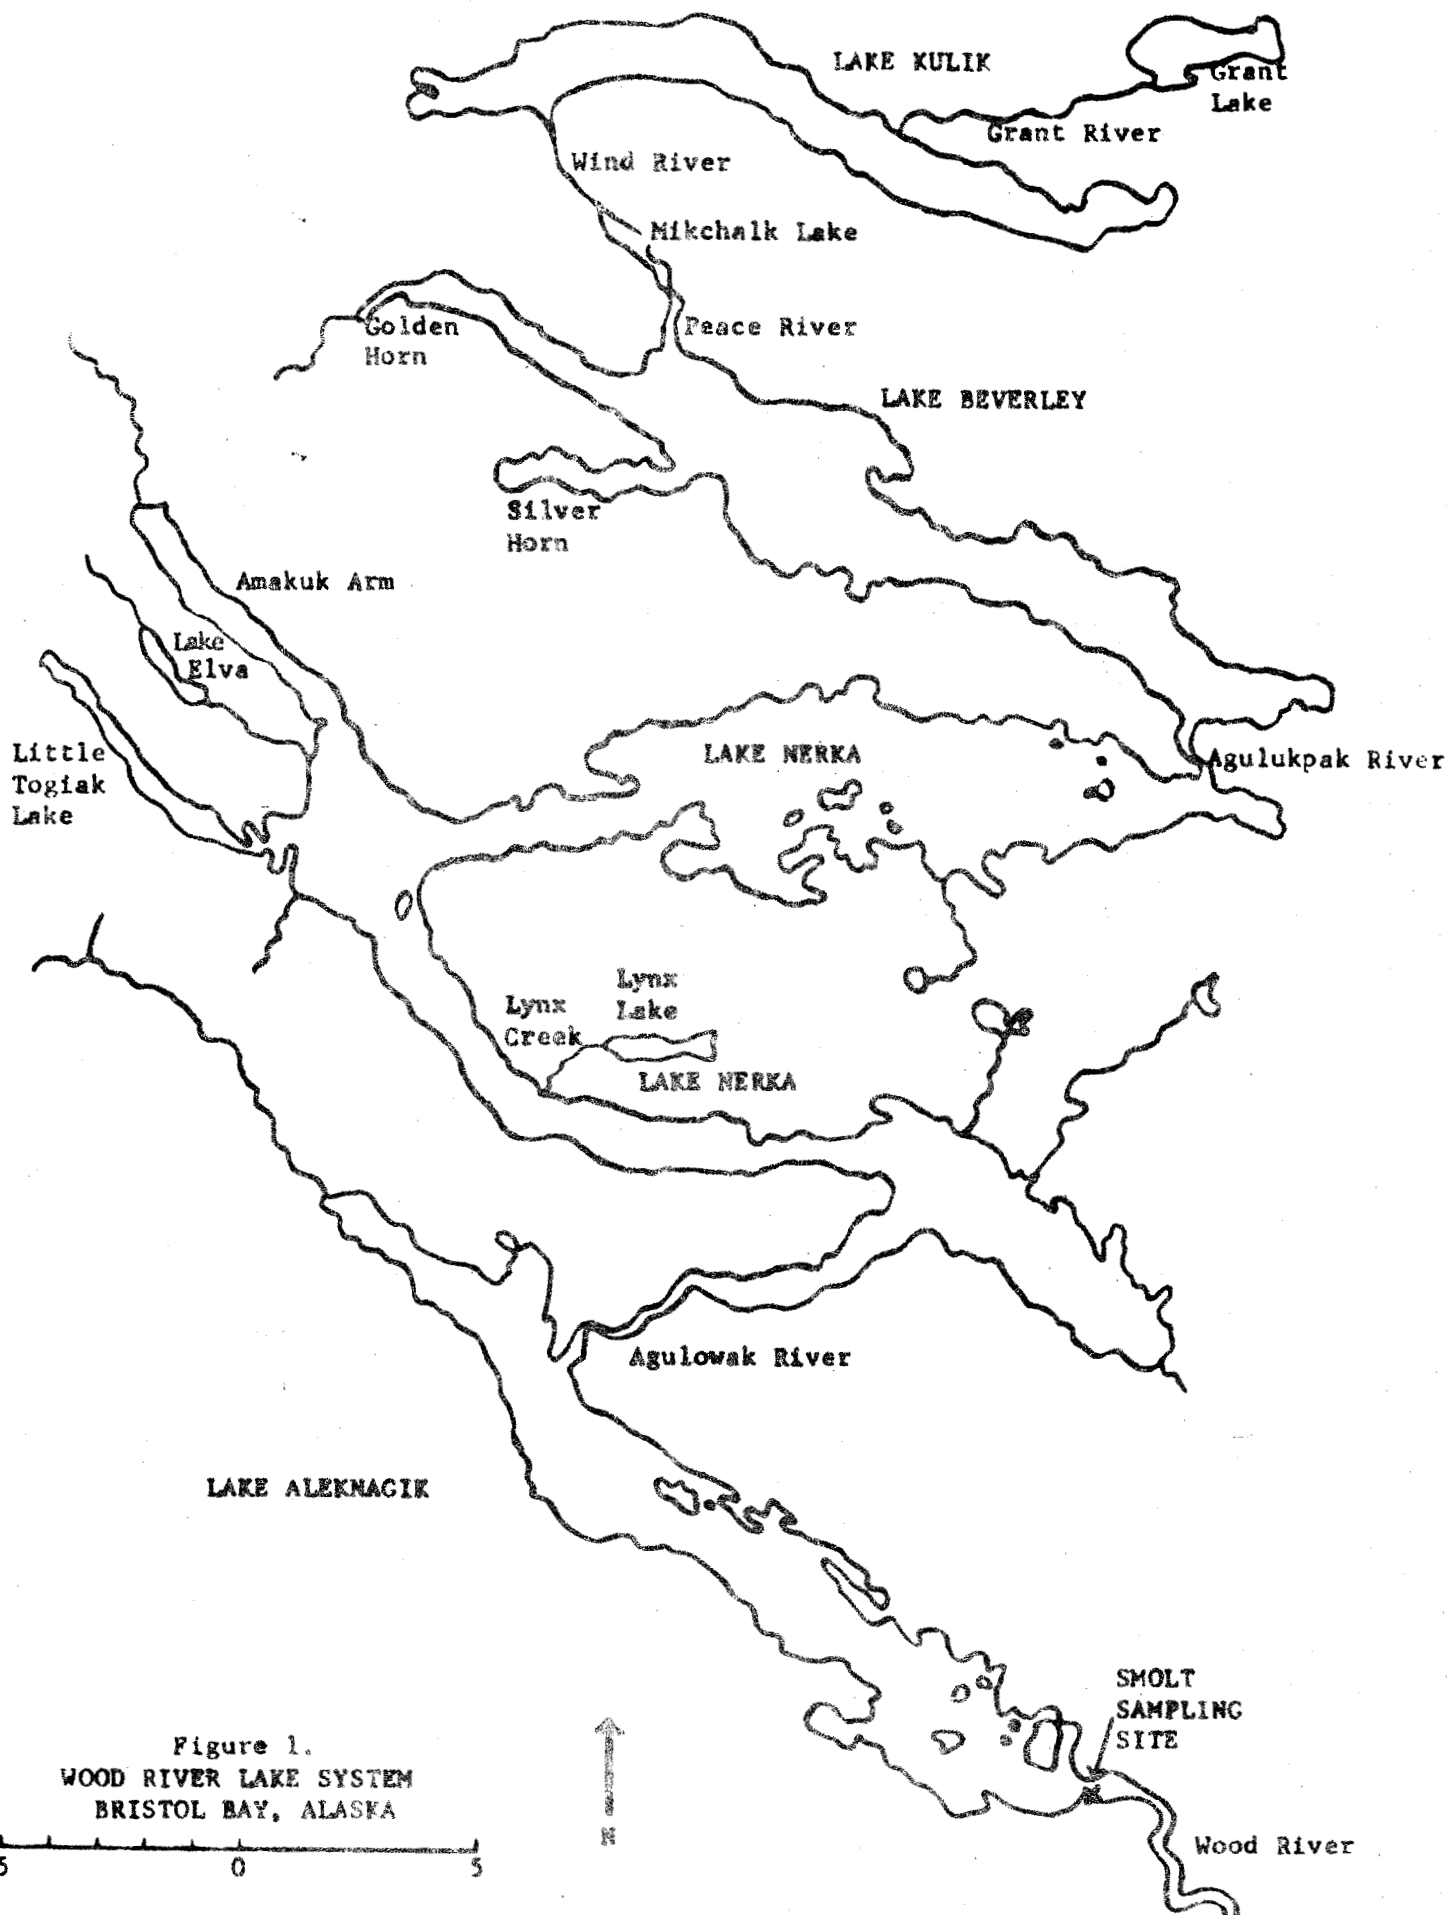 LAKE KULIK
Grant
Lake
Grant River
Wind River
Mikchalk Lake
Golden
Horn
Peace River
LAKE BEVERLEY
Silver
Horn
Amakuk Arm
Lake
Elva
Little
Togiak
Lake
LAKE NERKA
Agulukpak River
Lynx
Creek
Lynx
Lake
LAKE NERKA
Agulowak River
LAKE ALEKNAGIK
SMOLT
SAMPLING
SITE
Wood River
Figure 1.
WOOD RIVER LAKE SYSTEM
BRISTOL BAY, ALASKA
N
5 0 5